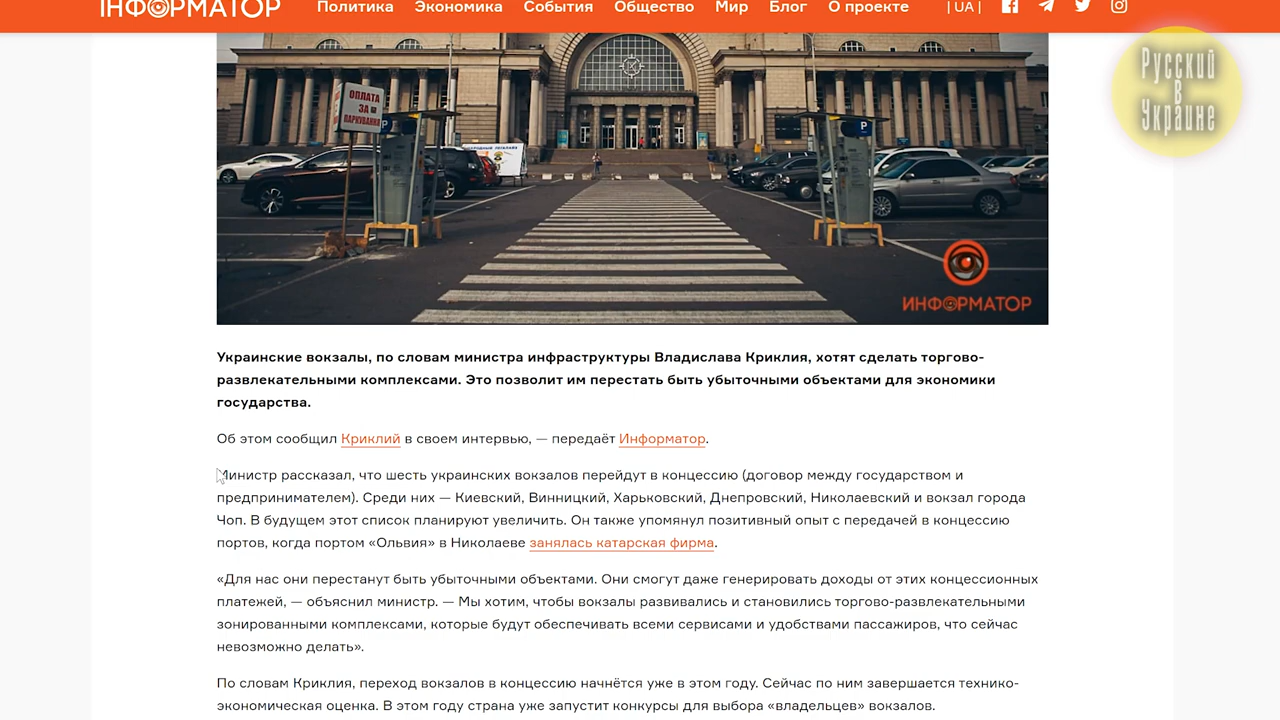 ІНФОРМАТОР Политика Экономика События Общество Мир Блог О проекте | UA |
Русский
в
Украине
ОПЛАТА
ЗА
ПАРКУВАННЯ
P
P
ИНФОРМАТОР
Украинские вокзалы, по словам министра инфраструктуры Владислава Криклия, хотят сделать торгово-
развлекательными комплексами. Это позволит им перестать быть убыточными объектами для экономики
государства.
Об этом сообщил Криклий в своем интервью, — передаёт Информатор.
Министр рассказал, что шесть украинских вокзалов перейдут в концессию (договор между государством и
предпринимателем). Среди них — Киевский, Винницкий, Харьковский, Днепровский, Николаевский и вокзал города
Чоп. В будущем этот список планируют увеличить. Он также упомянул позитивный опыт с передачей в концессию
портов, когда портом «Ольвия» в Николаеве занялась катарская фирма.
«Для нас они перестанут быть убыточными объектами. Они смогут даже генерировать доходы от этих концессионных
платежей, — объяснил министр. — Мы хотим, чтобы вокзалы развивались и становились торгово-развлекательными
зонированными комплексами, которые будут обеспечивать всеми сервисами и удобствами пассажиров, что сейчас
невозможно делать».
По словам Криклия, переход вокзалов в концессию начнётся уже в этом году. Сейчас по ним завершается технико-
экономическая оценка. В этом году страна уже запустит конкурсы для выбора «владельцев» вокзалов.